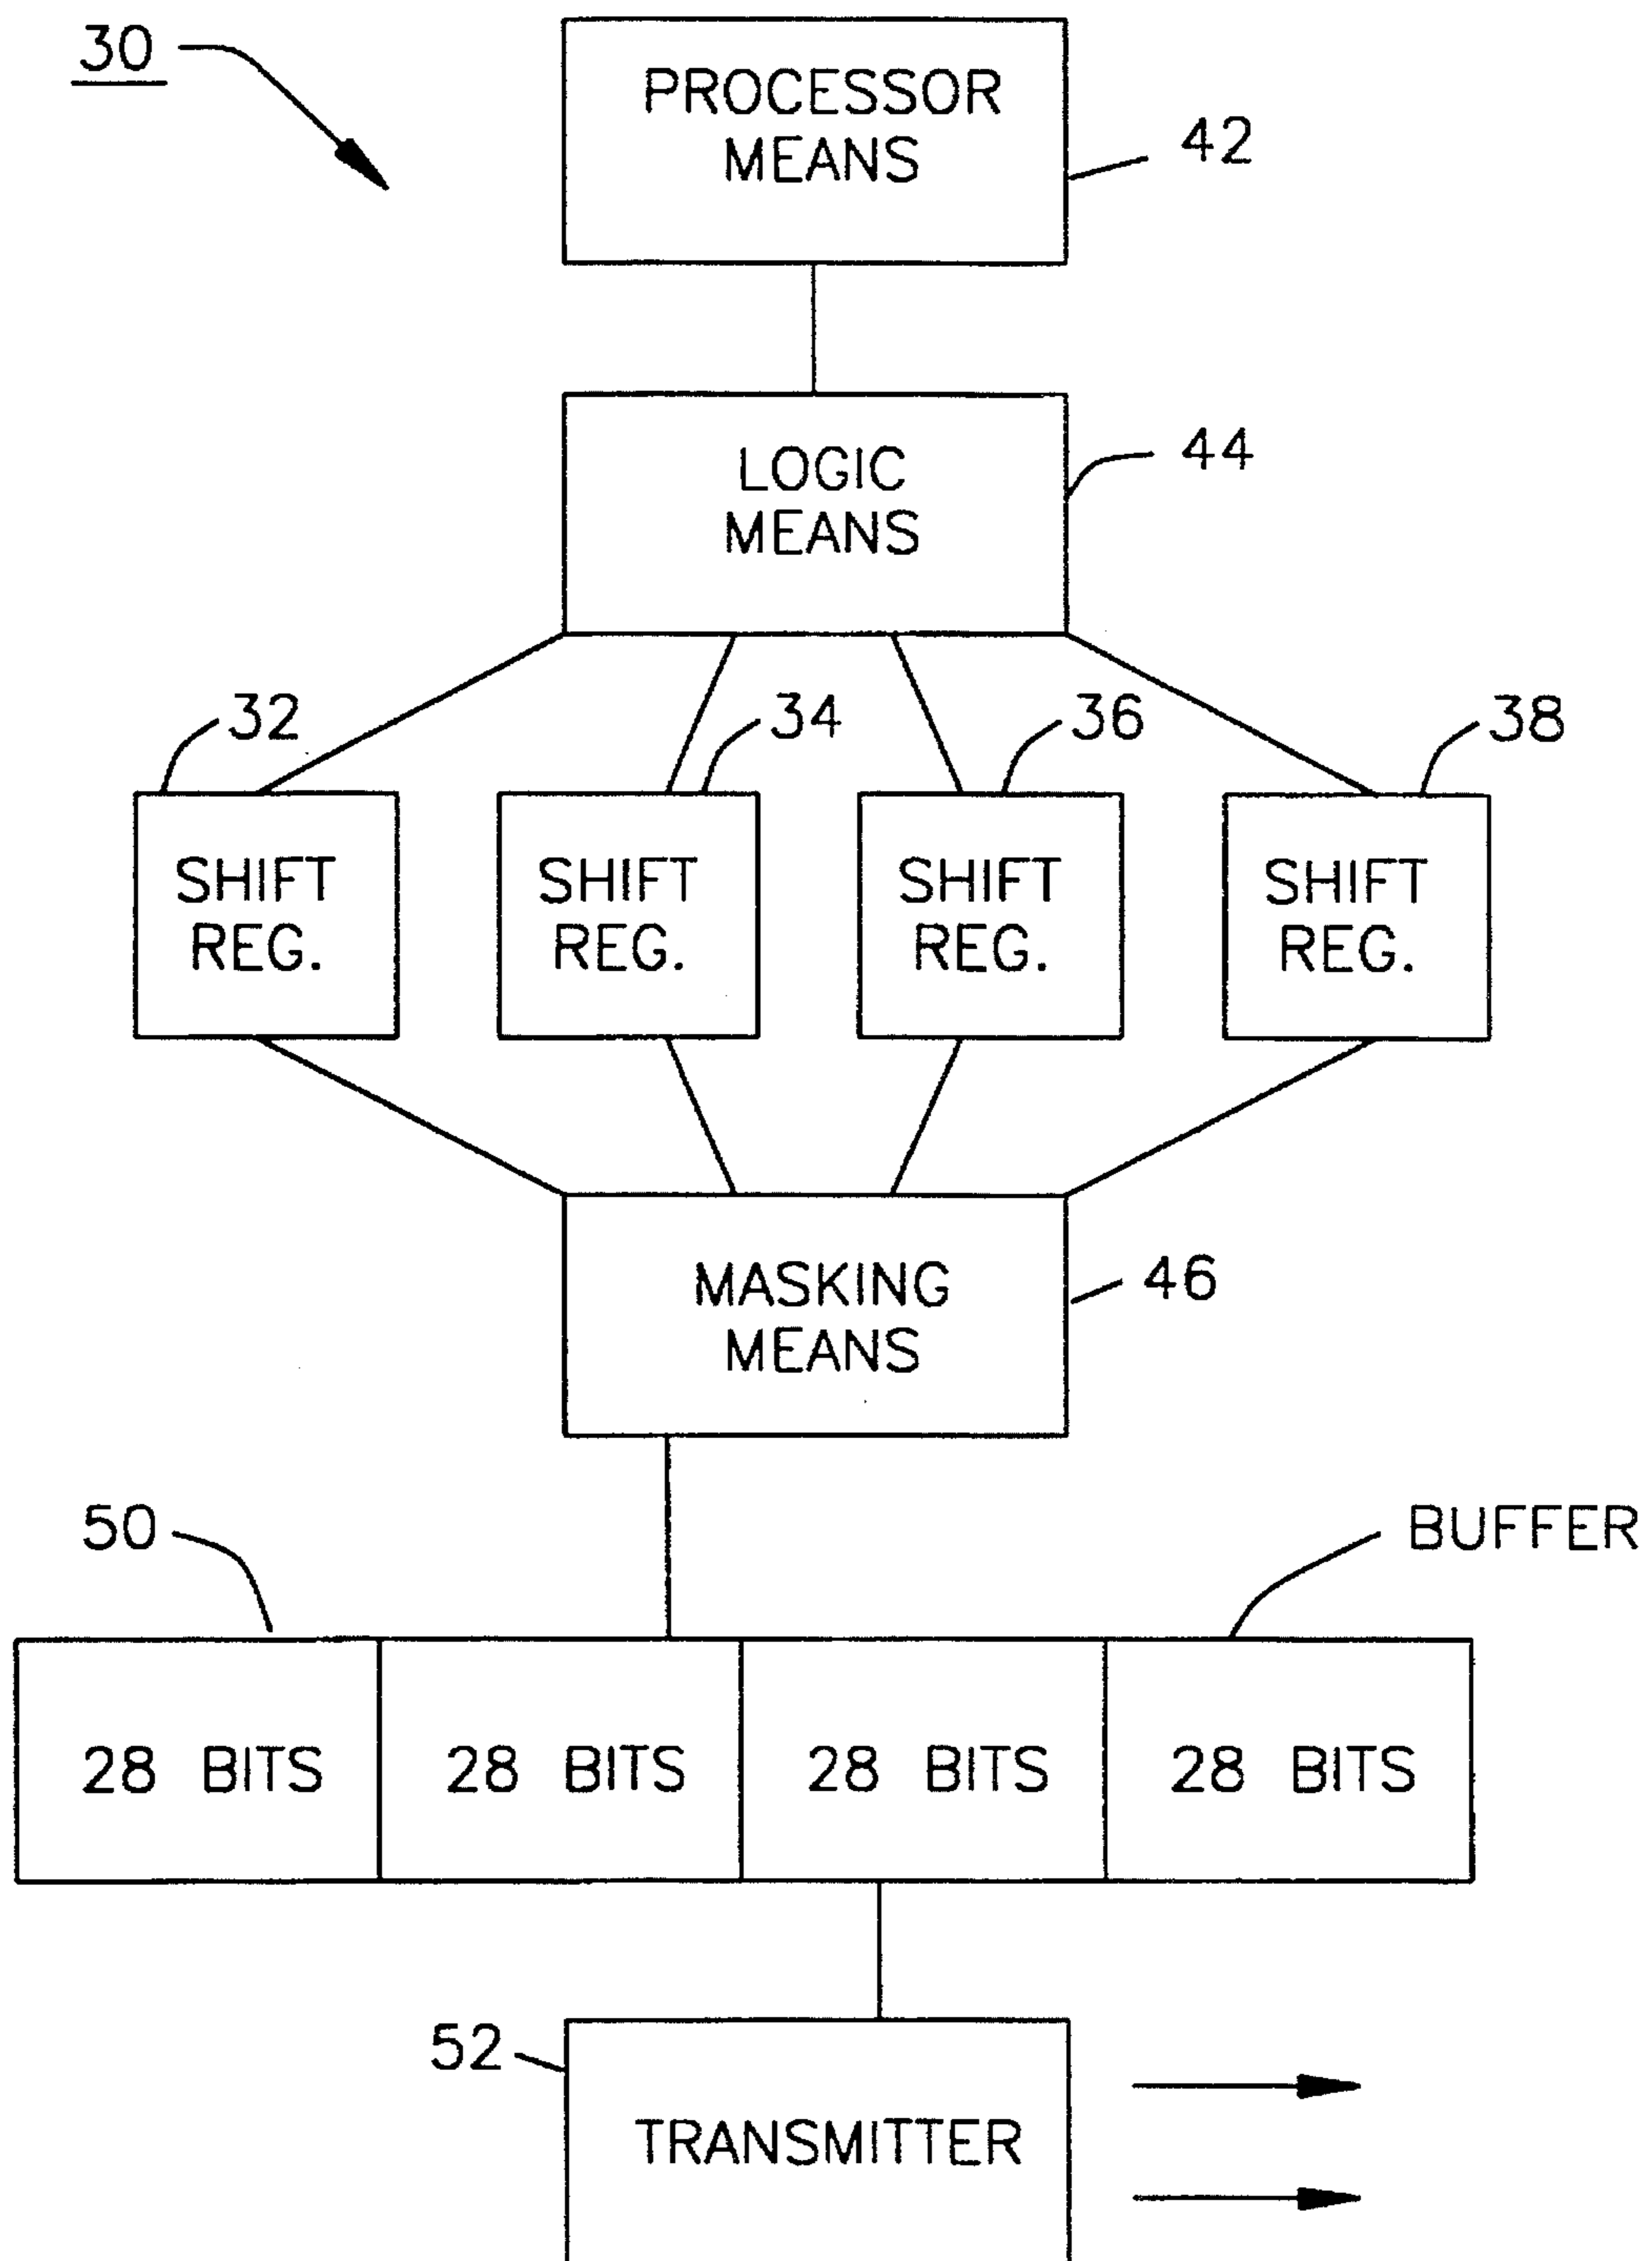 30
PROCESSOR
MEANS
42
LOGIC
MEANS
44
32
34
36
38
SHIFT
REG.
SHIFT
REG.
SHIFT
REG.
SHIFT
REG.
MASKING
MEANS
46
50
BUFFER
28 BITS
28 BITS
28 BITS
28 BITS
52
TRANSMITTER